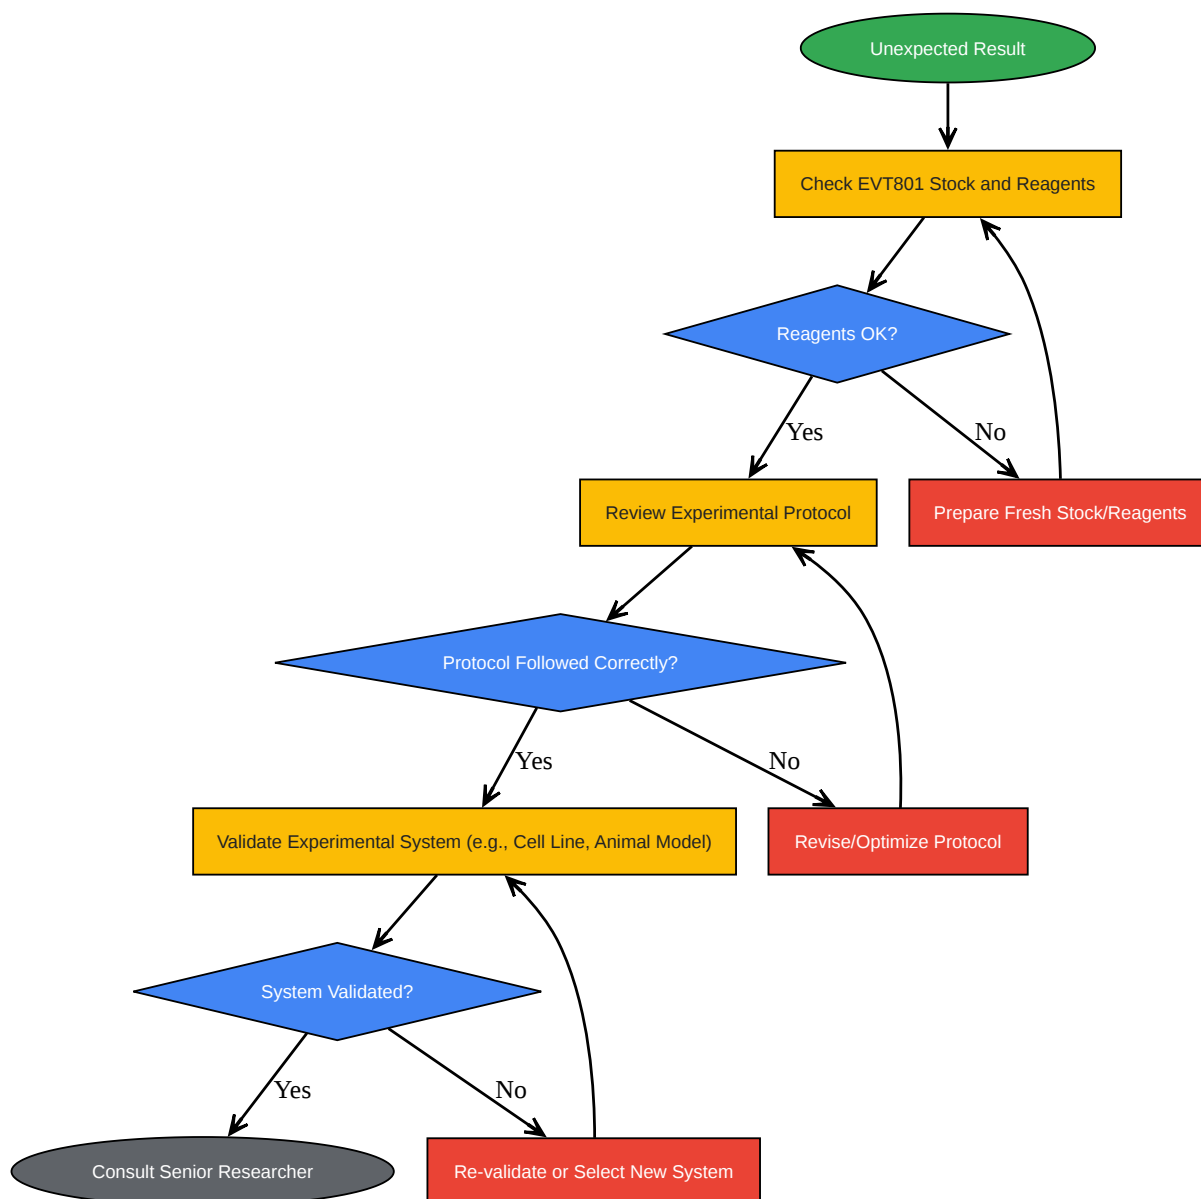 Unexpected Result
Check EVT801 Stock and Reagents
Reagents OK?
Yes
No
Review Experimental Protocol
Prepare Fresh Stock/Reagents
Protocol Followed Correctly?
Yes
No
Validate Experimental System (e.g., Cell Line, Animal Model)
Revise/Optimize Protocol
System Validated?
Yes
No
Consult Senior Researcher
Re-validate or Select New System